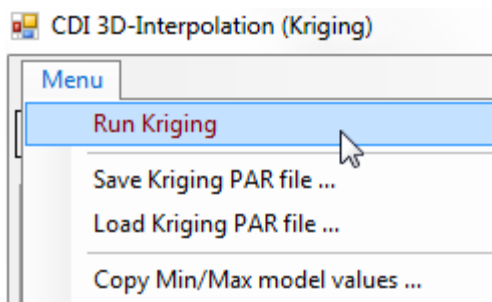 CDI 3D-Interpolation (Kriging)
Menu
Run Kriging
Save Kriging PAR file ...
Load Kriging PAR file ...
Copy Min/Max model values ...